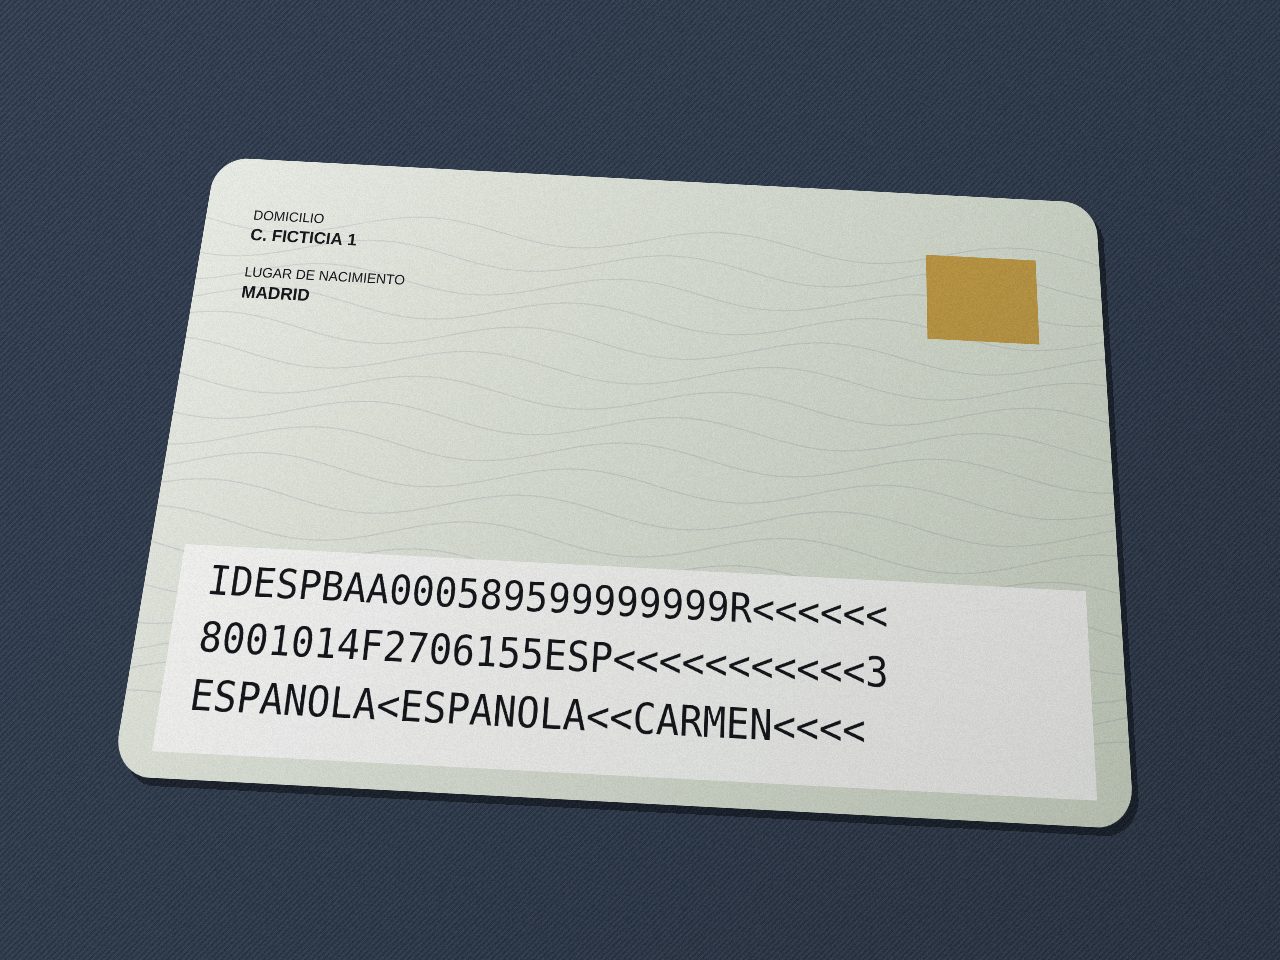 DOMICILIO
C. FICTICIA 1
LUGAR DE NACIMIENTO
MADRID
IDESPBAA000589599999999R<<<<<<
8001014F2706155ESP<<<<<<<<<<<3
ESPANOLA<ESPANOLA<<CARMEN<<<<